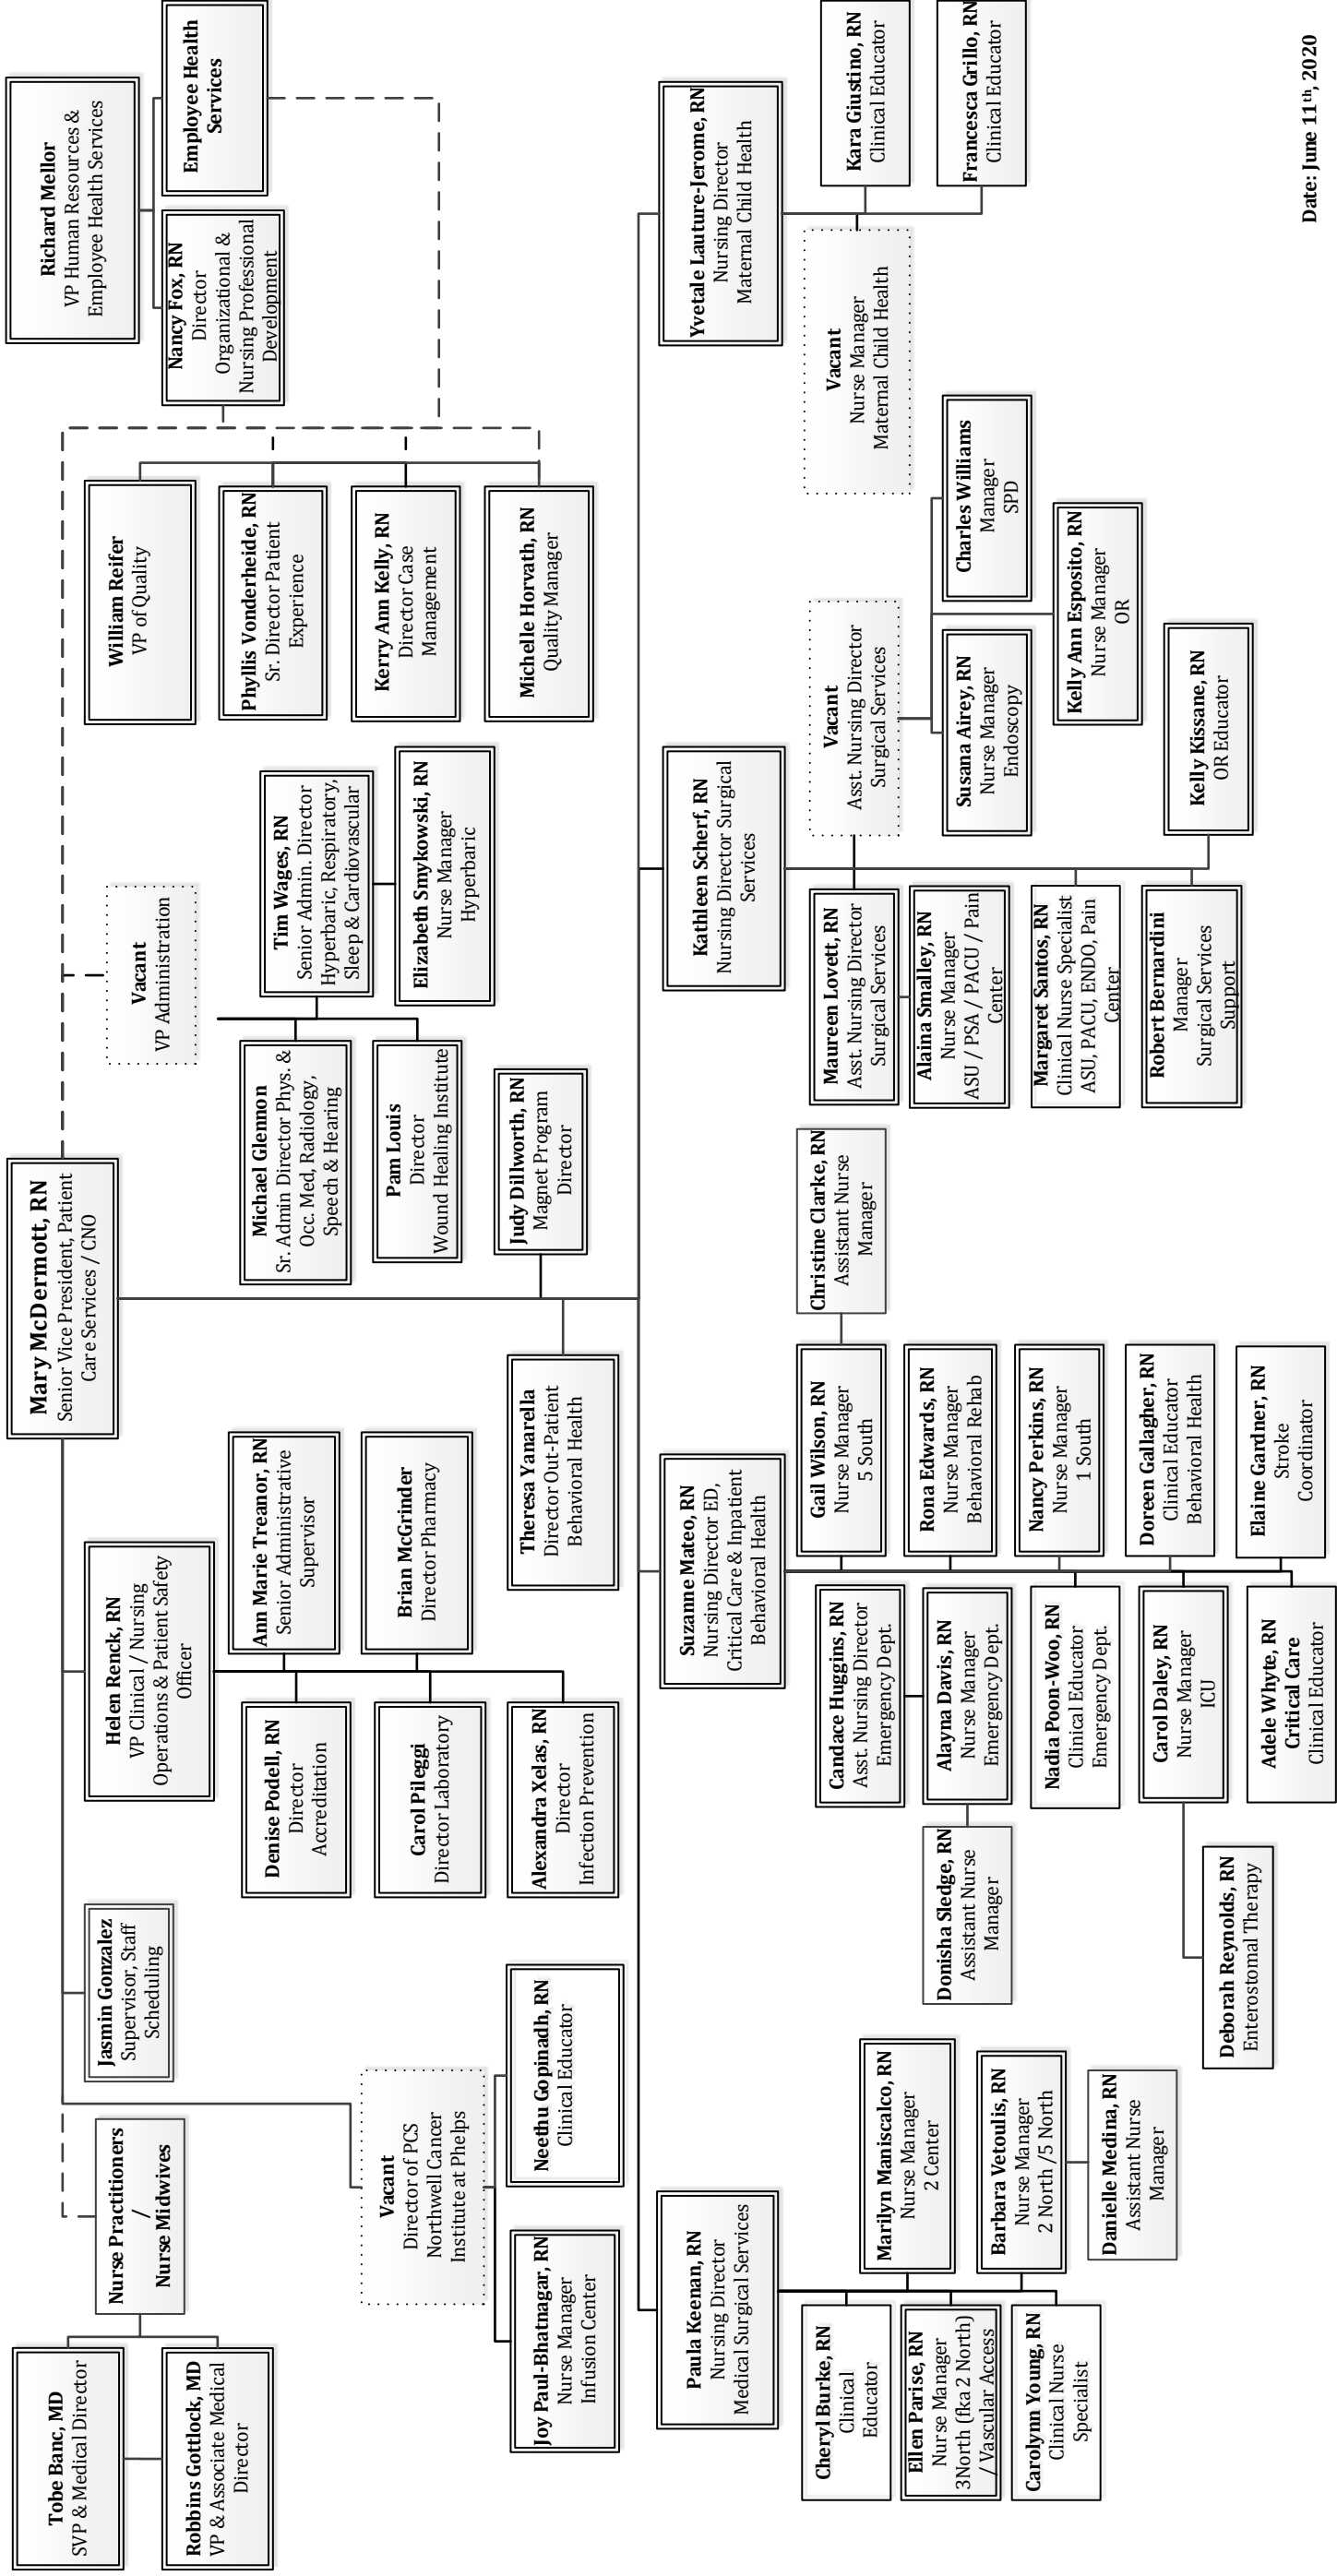 Tobe Banc, MD
SVP & Medical Director
Robbins Gottlock, MD
VP & Associate Medical
Director
Nurse Practitioners
/
Nurse Midwives
Jasmin Gonzalez
Supervisor, Staff
Scheduling
Mary McDermott, RN
Senior Vice President, Patient
Care Services / CNO
Richard Mellor
VP Human Resources &
Employee Health Services
Nancy Fox, RN
Director
Organizational &
Nursing Professional
Development
Employee Health
Services
Helen Renck, RN
VP Clinical / Nursing
Operations & Patient Safety
Officer
Denise Podell, RN
Director
Accreditation
Ann Marie Treanor, RN
Senior Administrative
Supervisor
Carol Pileggi
Director Laboratory
Brian McGrinder
Director Pharmacy
Alexandra Xelas, RN
Director
Infection Prevention
Vacant
VP Administration
Michael Glennon
Sr. Admin Director Phys. &
Occ. Med, Radiology,
Speech & Hearing
Tim Wages, RN
Senior Admin. Director
Hyperbaric, Respiratory,
Sleep & Cardiovascular
Pam Louis
Director
Wound Healing Institute
Elizabeth Smykowski, RN
Nurse Manager
Hyperbaric
William Reifer
VP of Quality
Phyllis Vonderheide, RN
Sr. Director Patient
Experience
Kerry Ann Kelly, RN
Director Case
Management
Michelle Horvath, RN
Quality Manager
Vacant
Director of PCS
Northwell Cancer
Institute at Phelps
Joy Paul-Bhatnagar, RN
Nurse Manager
Infusion Center
Neethu Gopinadh, RN
Clinical Educator
Theresa Yanarella
Director Out-Patient
Behavioral Health
Judy Dillworth, RN
Magnet Program
Director
Paula Keenan, RN
Nursing Director
Medical Surgical Services
Cheryl Burke, RN
Clinical
Educator
Marilyn Maniscalco, RN
Nurse Manager
2 Center
Ellen Parise, RN
Nurse Manager
3North (fka 2 North)
/ Vascular Access
Barbara Vetoulis, RN
Nurse Manager
2 North /5 North
Carolynn Young, RN
Clinical Nurse
Specialist
Danielle Medina, RN
Assistant Nurse
Manager
Suzanne Mateo, RN
Nursing Director ED,
Critical Care & Inpatient
Behavioral Health
Candace Huggins, RN
Asst. Nursing Director
Emergency Dept.
Gail Wilson, RN
Nurse Manager
5 South
Christine Clarke, RN
Assistant Nurse
Manager
Donisha Sledge, RN
Assistant Nurse
Manager
Alayna Davis, RN
Nurse Manager
Emergency Dept.
Rona Edwards, RN
Nurse Manager
Behavioral Rehab
Nadia Poon-Woo, RN
Clinical Educator
Emergency Dept.
Nancy Perkins, RN
Nurse Manager
1 South
Carol Daley, RN
Nurse Manager
ICU
Doreen Gallagher, RN
Clinical Educator
Behavioral Health
Deborah Reynolds, RN
Enterostomal Therapy
Adele Whyte, RN
Critical Care
Clinical Educator
Elaine Gardner, RN
Stroke
Coordinator
Kathleen Scherf, RN
Nursing Director Surgical
Services
Maureen Lovett, RN
Asst. Nursing Director
Surgical Services
Vacant
Asst. Nursing Director
Surgical Services
Alaina Smalley, RN
Nurse Manager
ASU / PSA / PACU / Pain
Center
Susana Airey, RN
Nurse Manager
Endoscopy
Charles Williams
Manager
SPD
Margaret Santos, RN
Clinical Nurse Specialist
ASU, PACU, ENDO, Pain
Center
Kelly Ann Esposito, RN
Nurse Manager
OR
Robert Bernardini
Manager
Surgical Services
Support
Kelly Kissane, RN
OR Educator
Yvetale Lauture-Jerome, RN
Nursing Director
Maternal Child Health
Vacant
Nurse Manager
Maternal Child Health
Kara Giustino, RN
Clinical Educator
Francesca Grillo, RN
Clinical Educator
Date: June 11th, 2020